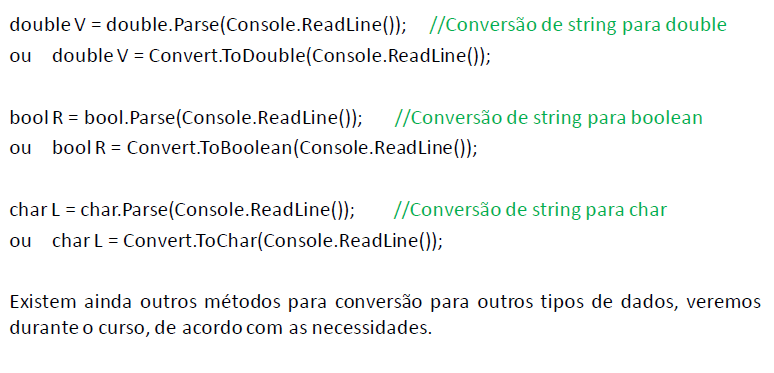 double V = double.Parse(Console.ReadLine()); //Conversão de string para double
ou double V = Convert.ToDouble(Console.ReadLine());
bool R = bool.Parse(Console.ReadLine()); //Conversão de string para boolean
ou bool R = Convert.ToBoolean(Console.ReadLine());
char L = char.Parse(Console.ReadLine()); //Conversão de string para char
ou char L = Convert.ToChar(Console.ReadLine());
Existem ainda outros métodos para conversão para outros tipos de dados, veremos
durante o curso, de acordo com as necessidades.